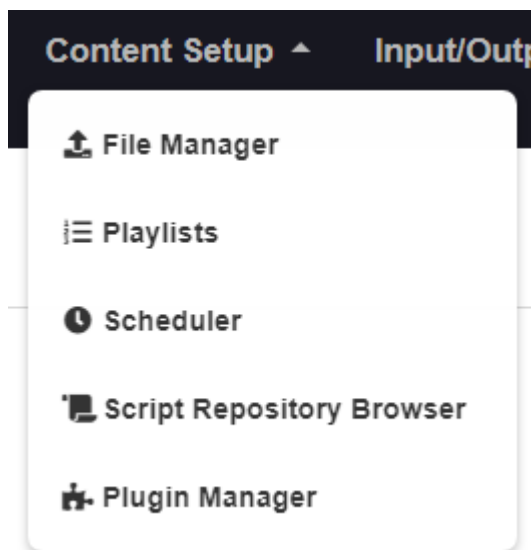 Content Setup Input/Outp
File Manager
Playlists
Scheduler
Script Repository Browser
Plugin Manager